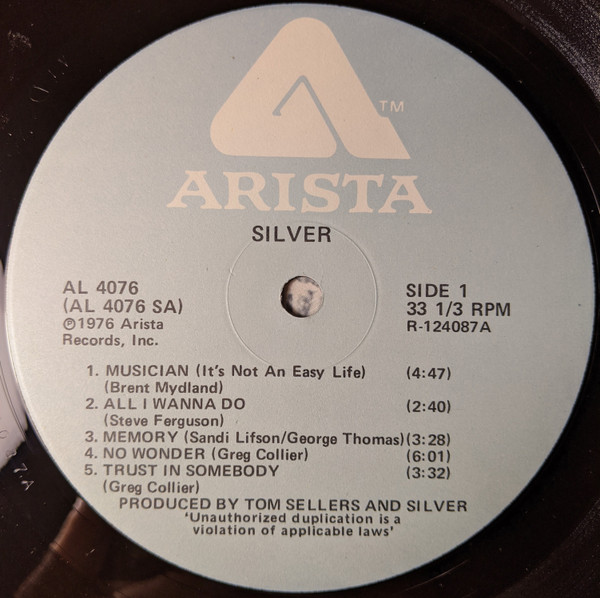 TM
ARISTA
SILVER
AL 4076
(AL 4076 SA)
℗1976 Arista
Records, Inc.
SIDE 1
33 1/3 RPM
R-124087A
1. MUSICIAN (It's Not An Easy Life) (4:47)
(Brent Mydland)
2. ALL I WANNA DO (2:40)
(Steve Ferguson)
3. MEMORY (Sandi Lifson/George Thomas)(3:28)
4. NO WONDER (Greg Collier) (6:01)
5. TRUST IN SOMEBODY (3:32)
(Greg Collier)
PRODUCED BY TOM SELLERS AND SILVER
'Unauthorized duplication is a
violation of applicable laws'